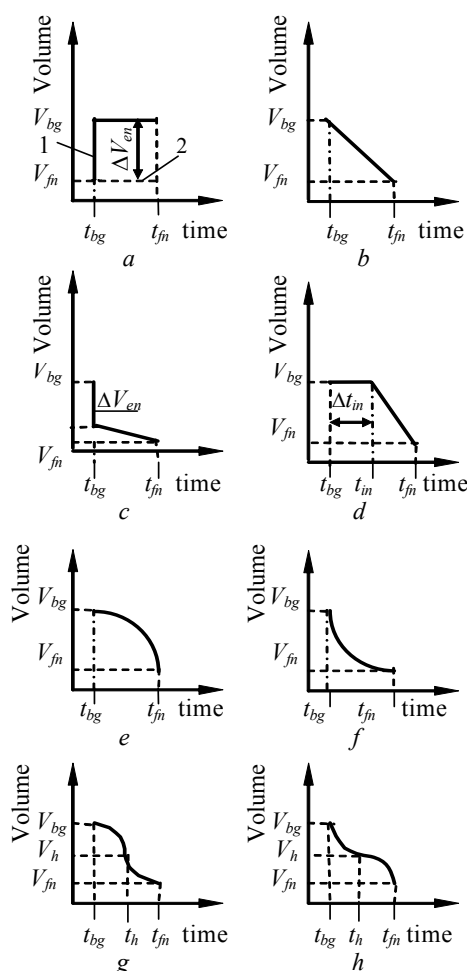 Volume
V_bg
1
ΔV_en
2
V_fn
t_bg t_fn time
a
Volume
V_bg
V_fn
t_bg t_fn time
b
Volume
V_bg
ΔV_en
V_fn
t_bg t_fn time
c
Volume
V_bg
Δt_in
V_fn
t_bg t_in t_fn time
d
Volume
V_bg
V_fn
t_bg t_fn time
e
Volume
V_bg
V_fn
t_bg t_fn time
f
Volume
V_bg
V_h
V_fn
t_bg t_h t_fn time
g
Volume
V_bg
V_h
V_fn
t_bg t_h t_fn time
h